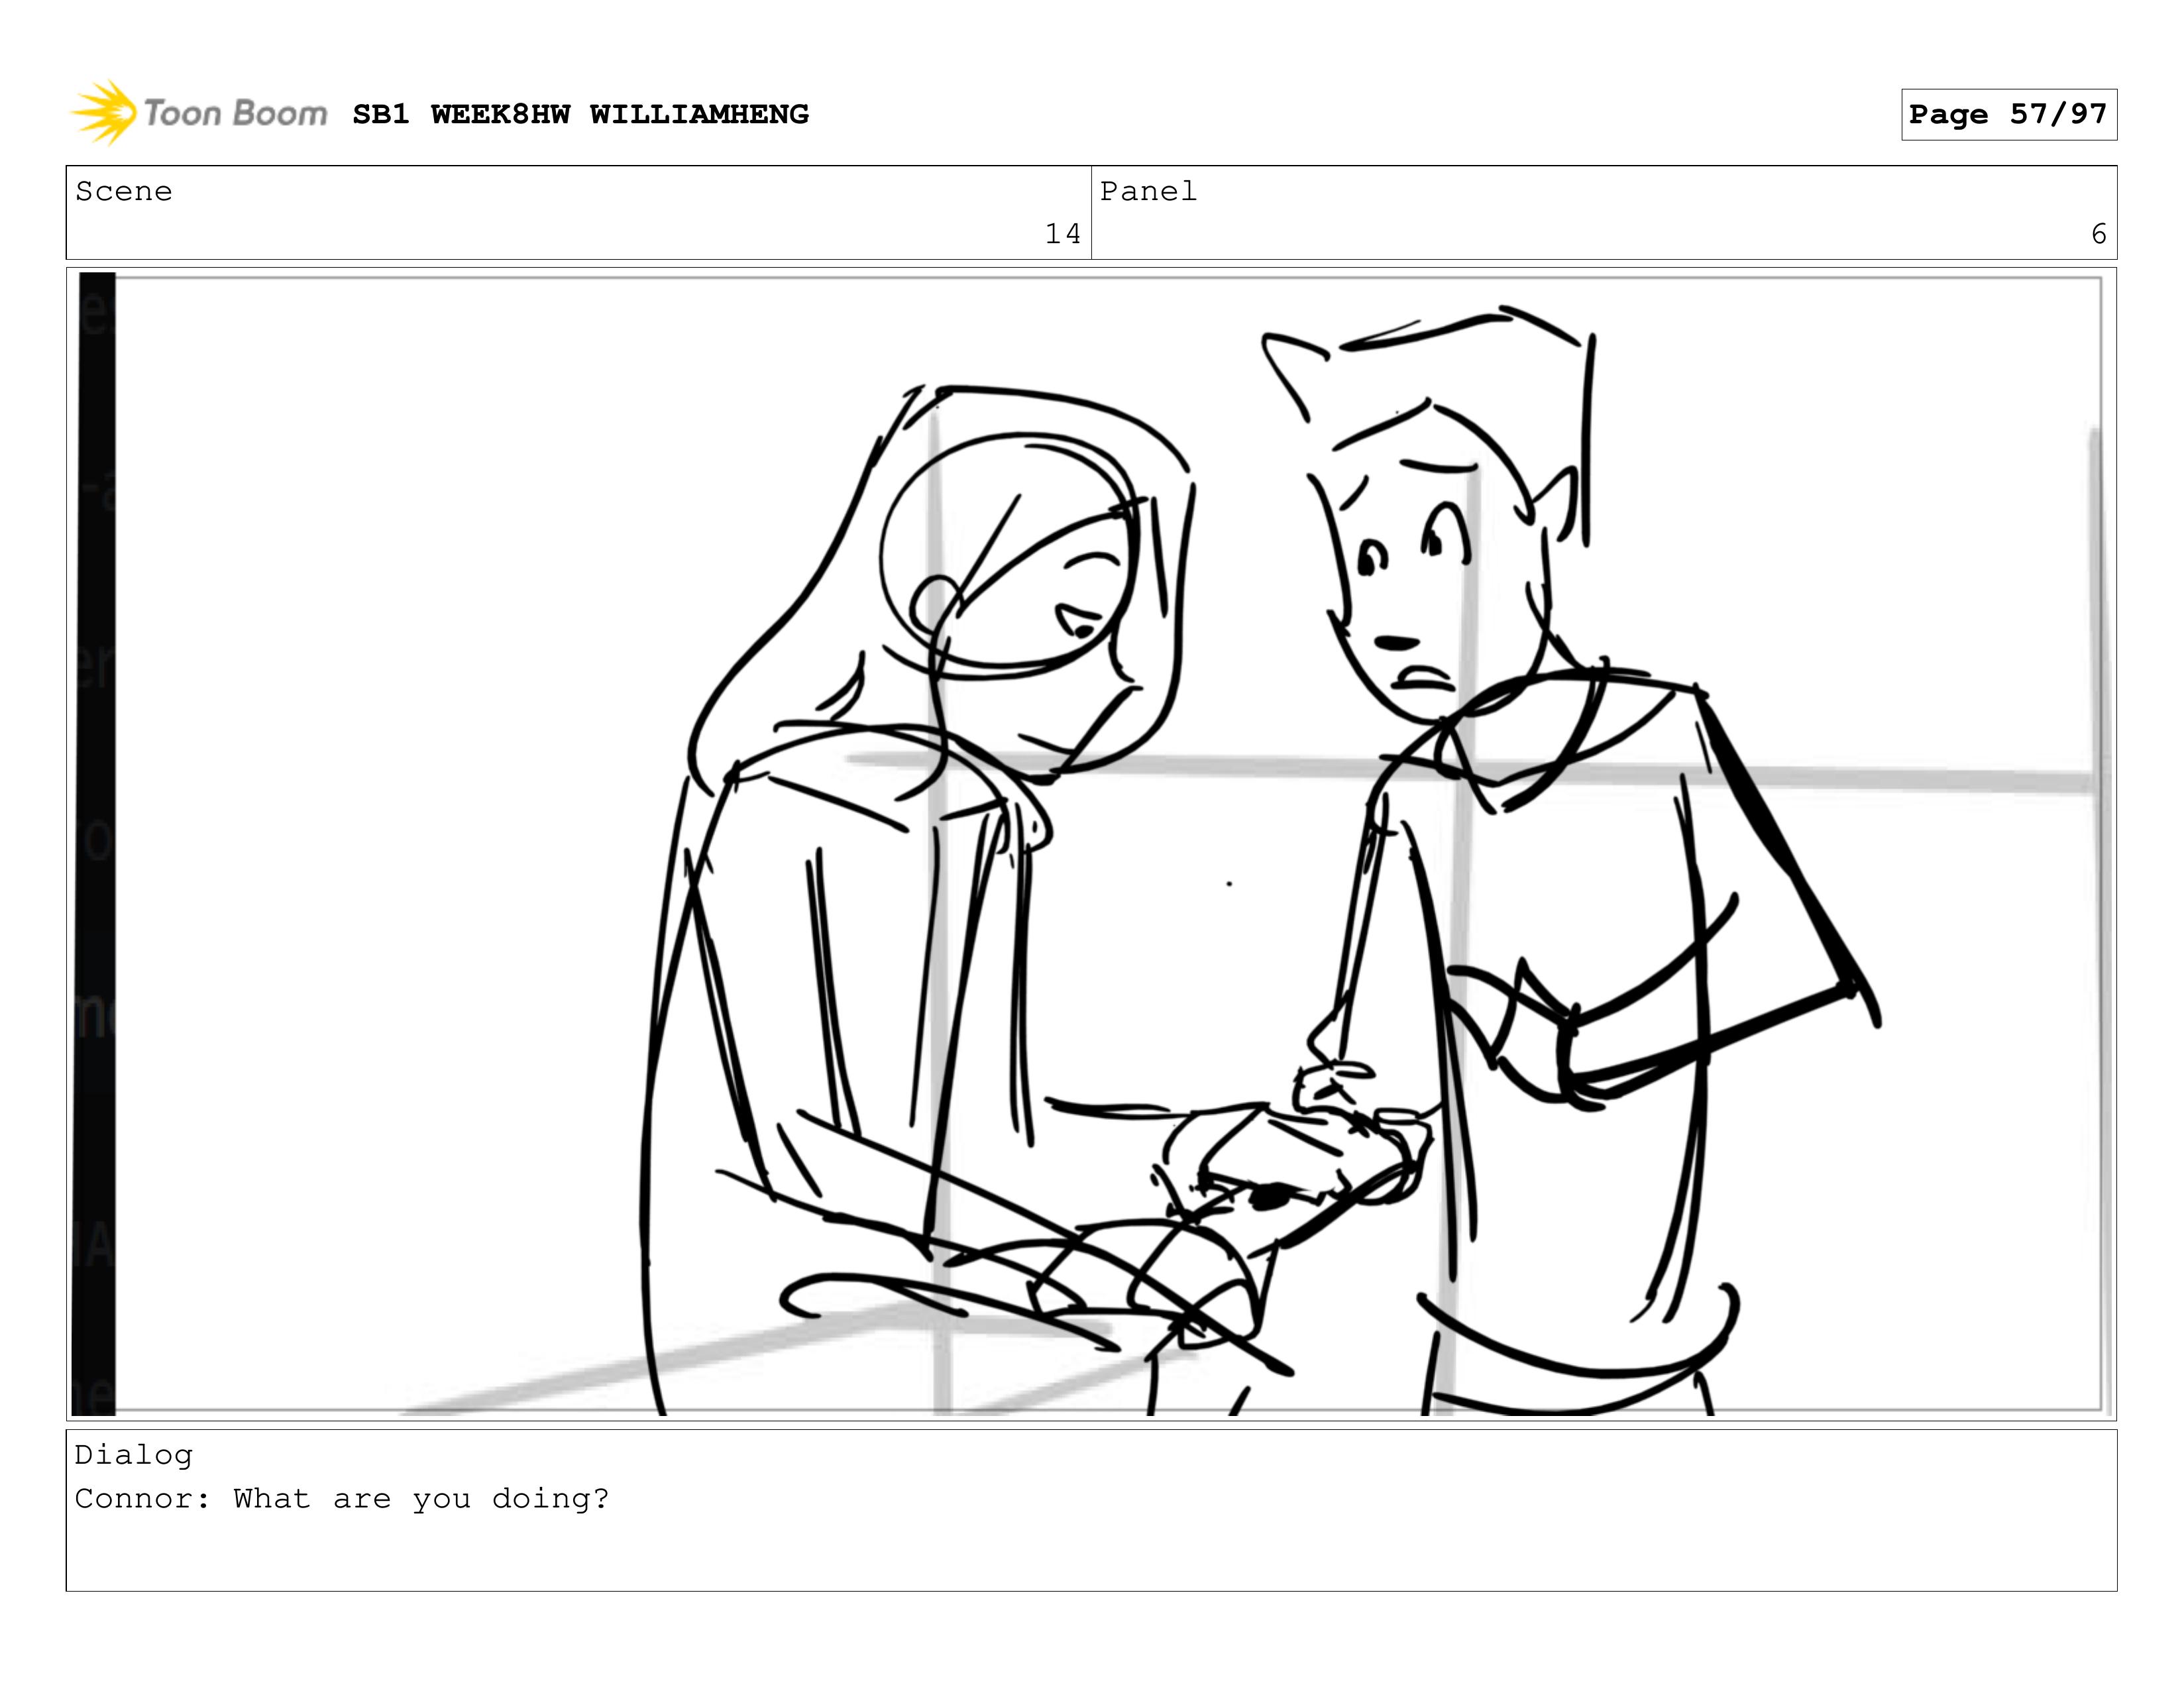 Toon Boom SB1 WEEK8HW WILLIAMHENG
Page 57/97
Scene
14
Panel
6
Dialog
Connor: What are you doing?